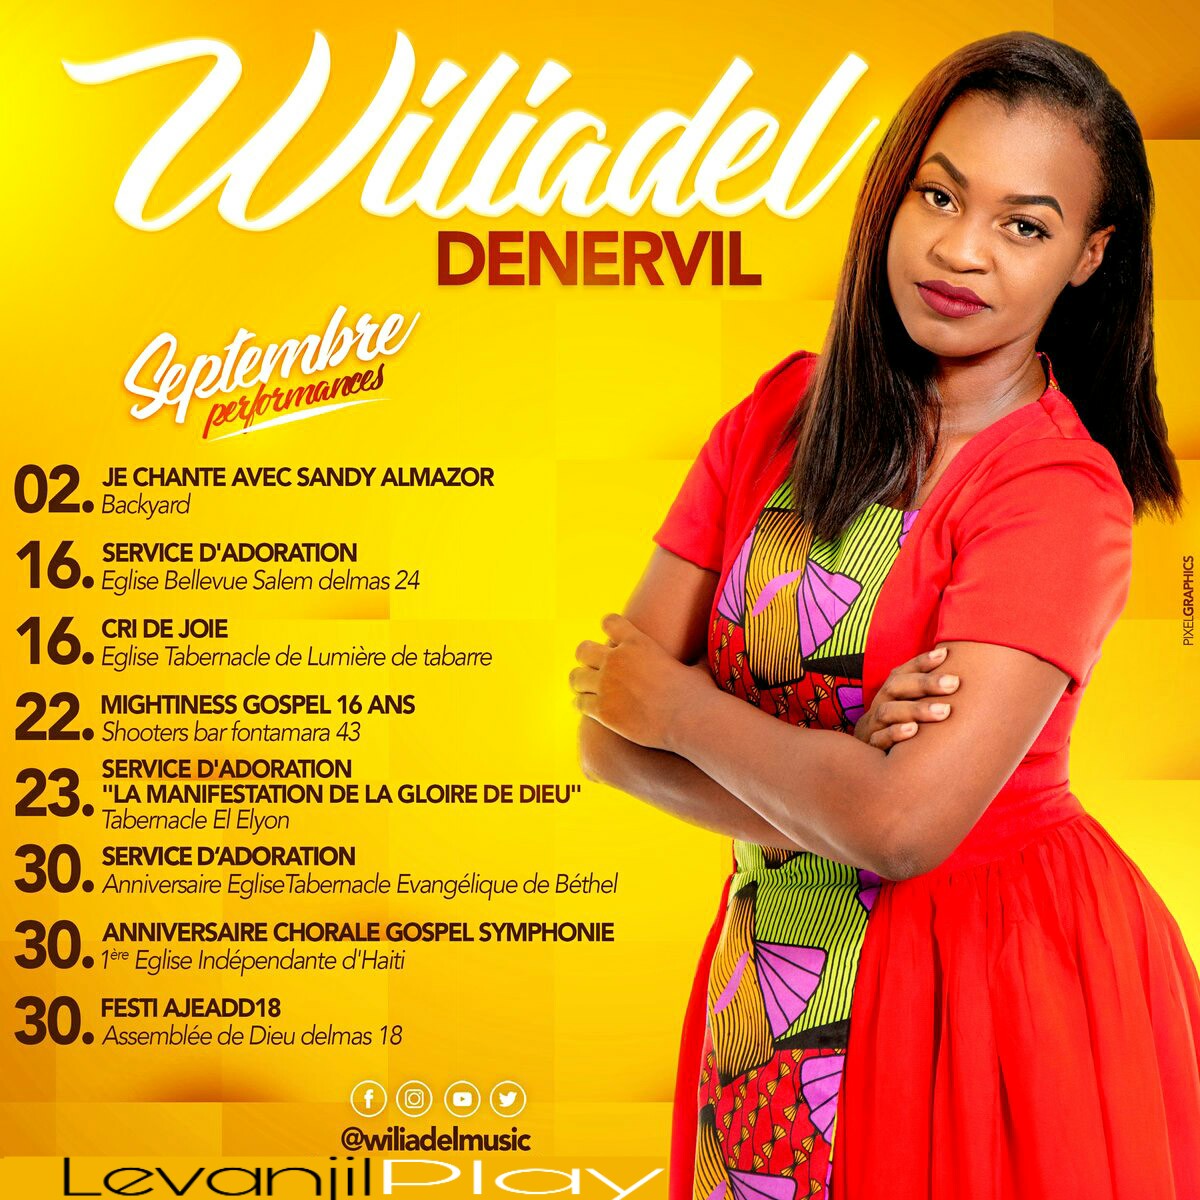 Wiliadel
DENERVIL
Septembre
performances
02. JE CHANTE AVEC SANDY ALMAZOR
Backyard
16. SERVICE D'ADORATION
Eglise Bellevue Salem delmas 24
16. CRI DE JOIE
Eglise Tabernacle de Lumière de tabarre
22. MIGHTINESS GOSPEL 16 ANS
Shooters bar fontamara 43
23. SERVICE D'ADORATION
"LA MANIFESTATION DE LA GLOIRE DE DIEU"
Tabernacle El Elyon
30. SERVICE D‘ADORATION
Anniversaire EgliseTabernacle Evangélique de Béthel
30. ANNIVERSAIRE CHORALE GOSPEL SYMPHONIE
1ère Eglise Indépendante d'Haiti
30. FESTI AJEADD18
Assemblée de Dieu delmas 18
@wiliadelmusic
LevanjilPlay
PIXELGRAPHICS